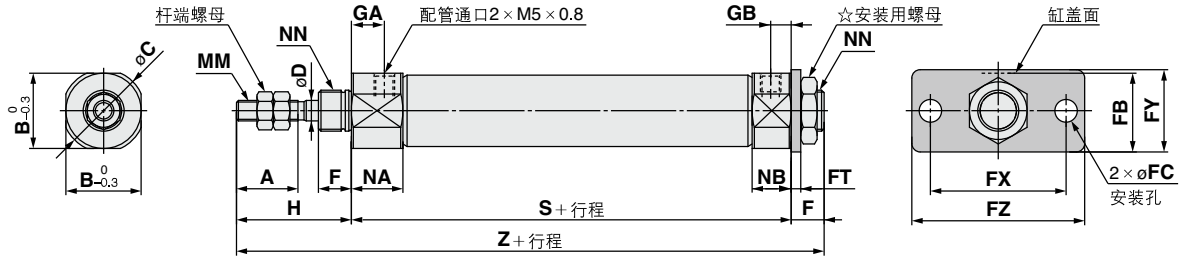 GA
配管通口2×M5×0.8
GB
☆安装用螺母
缸盖面
杆端螺母
NN
NN
øC
MM
øD
B 0 -0.3
FB
FY
B 0 -0.3
A
F
NA
NB
FT
FX
2×øFC
安装孔
H
S+行程
F
FZ
Z+行程